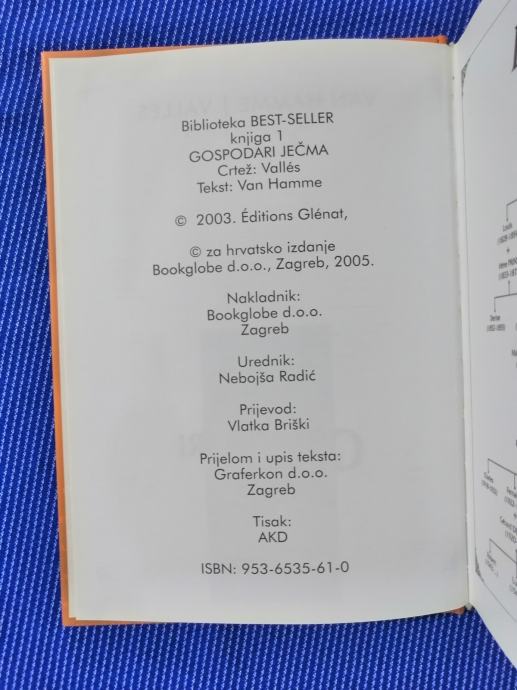 Biblioteka BEST-SELLER
knjiga 1
GOSPODARI JEČMA
Crtež: Vallés
Tekst: Van Hamme
© 2003. Éditions Glénat,
© za hrvatsko izdanje
Bookglobe d.o.o., Zagreb, 2005.
Nakladnik:
Bookglobe d.o.o.
Zagreb
Urednik:
Nebojša Radić
Prijevod:
Vlatka Briški
Prijelom i upis teksta:
Graferkon d.o.o.
Zagreb
Tisak:
AKD
ISBN: 953-6535-61-0